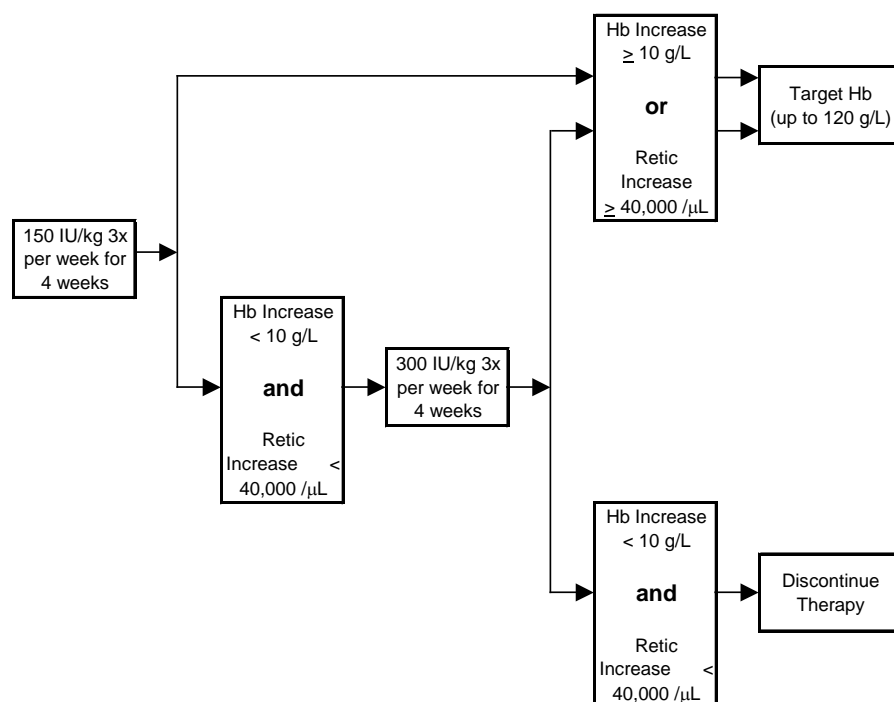 150 IU/kg 3x
per week for
4 weeks
Hb Increase
< 10 g/L
and
Retic
Increase <
40,000 /μL
300 IU/kg 3x
per week for
4 weeks
Hb Increase
≥ 10 g/L
or
Retic
Increase
≥ 40,000 /μL
Target Hb
(up to 120 g/L)
Hb Increase
< 10 g/L
and
Retic
Increase <
40,000 /μL
Discontinue
Therapy